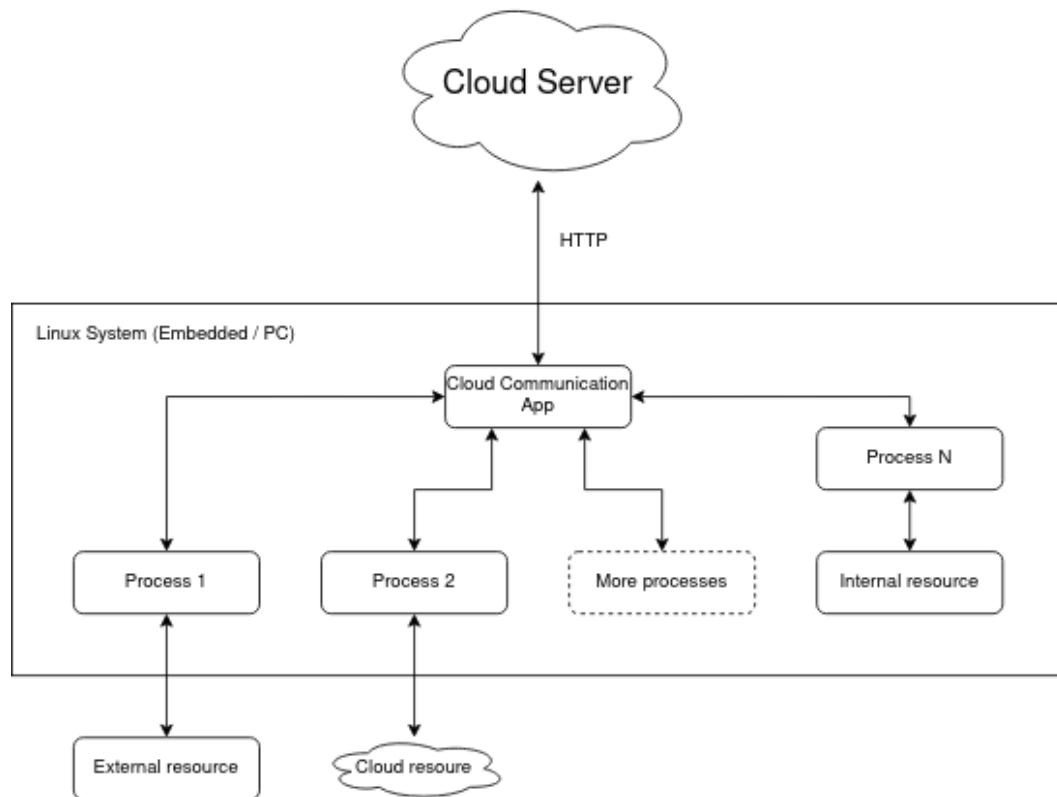 Cloud Server
HTTP
Linux System (Embedded / PC)
Cloud Communication
App
Process N
Process 1
Process 2
More processes
Internal resource
External resource
Cloud resoure